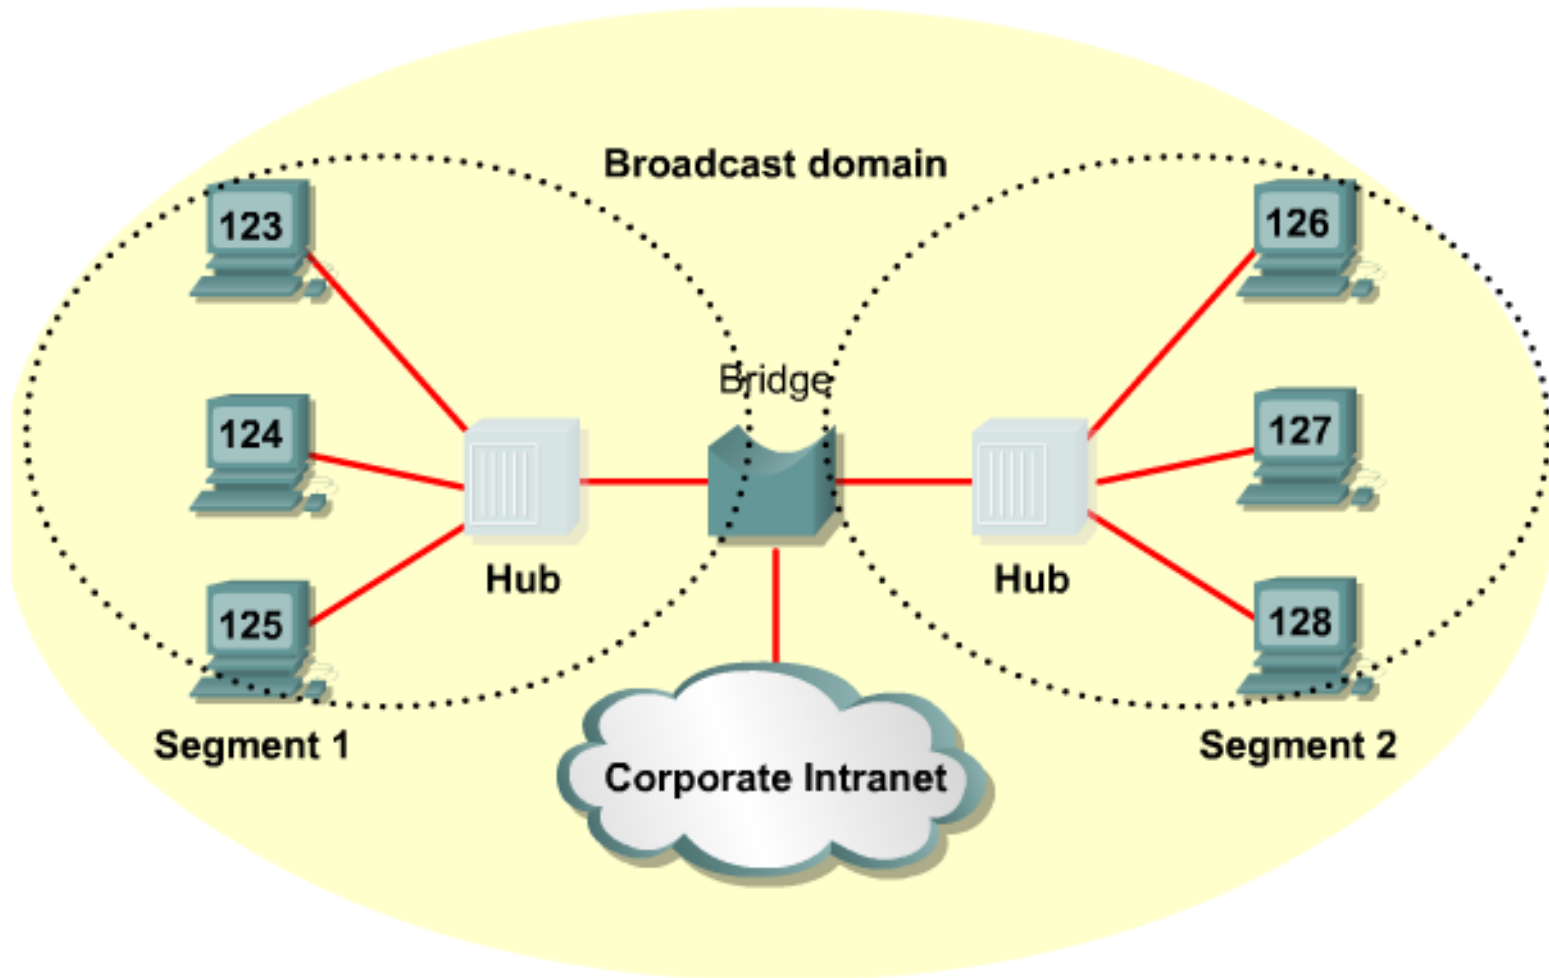 Broadcast domain
123
126
Bridge
124
127
Hub
Hub
125
128
Segment 1
Segment 2
Corporate Intranet